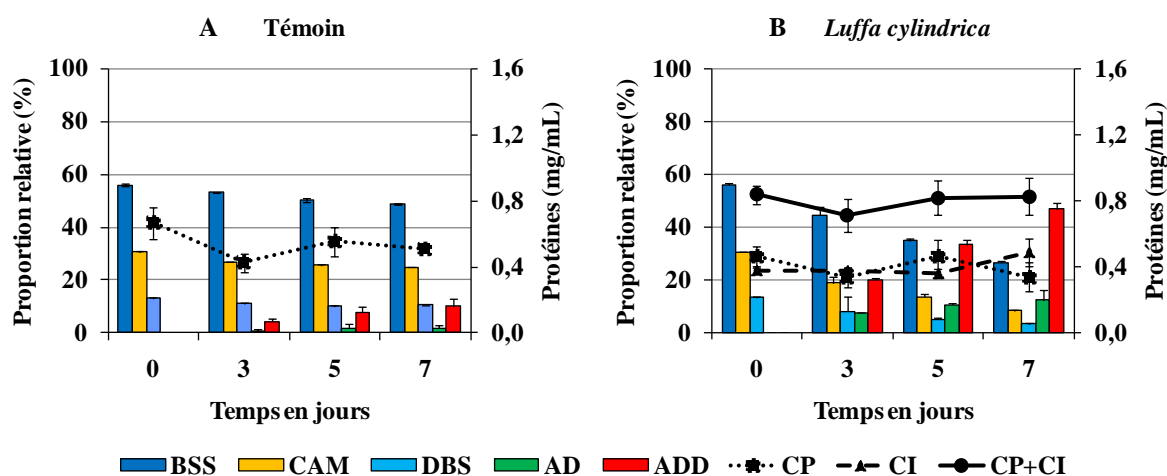 A Témoin
B Luffa cylindrica
Proportion relative (%)
100
80
60
40
20
0
1,6
1,2
0,8
0,4
0,0
Protéines (mg/mL)
0 3 5 7
Temps en jours
Proportion relative (%)
100
80
60
40
20
0
1,6
1,2
0,8
0,4
0,0
Protéines (mg/mL)
0 3 5 7
Temps en jours
BSS CAM DBS AD ADD CP CI CP+CI